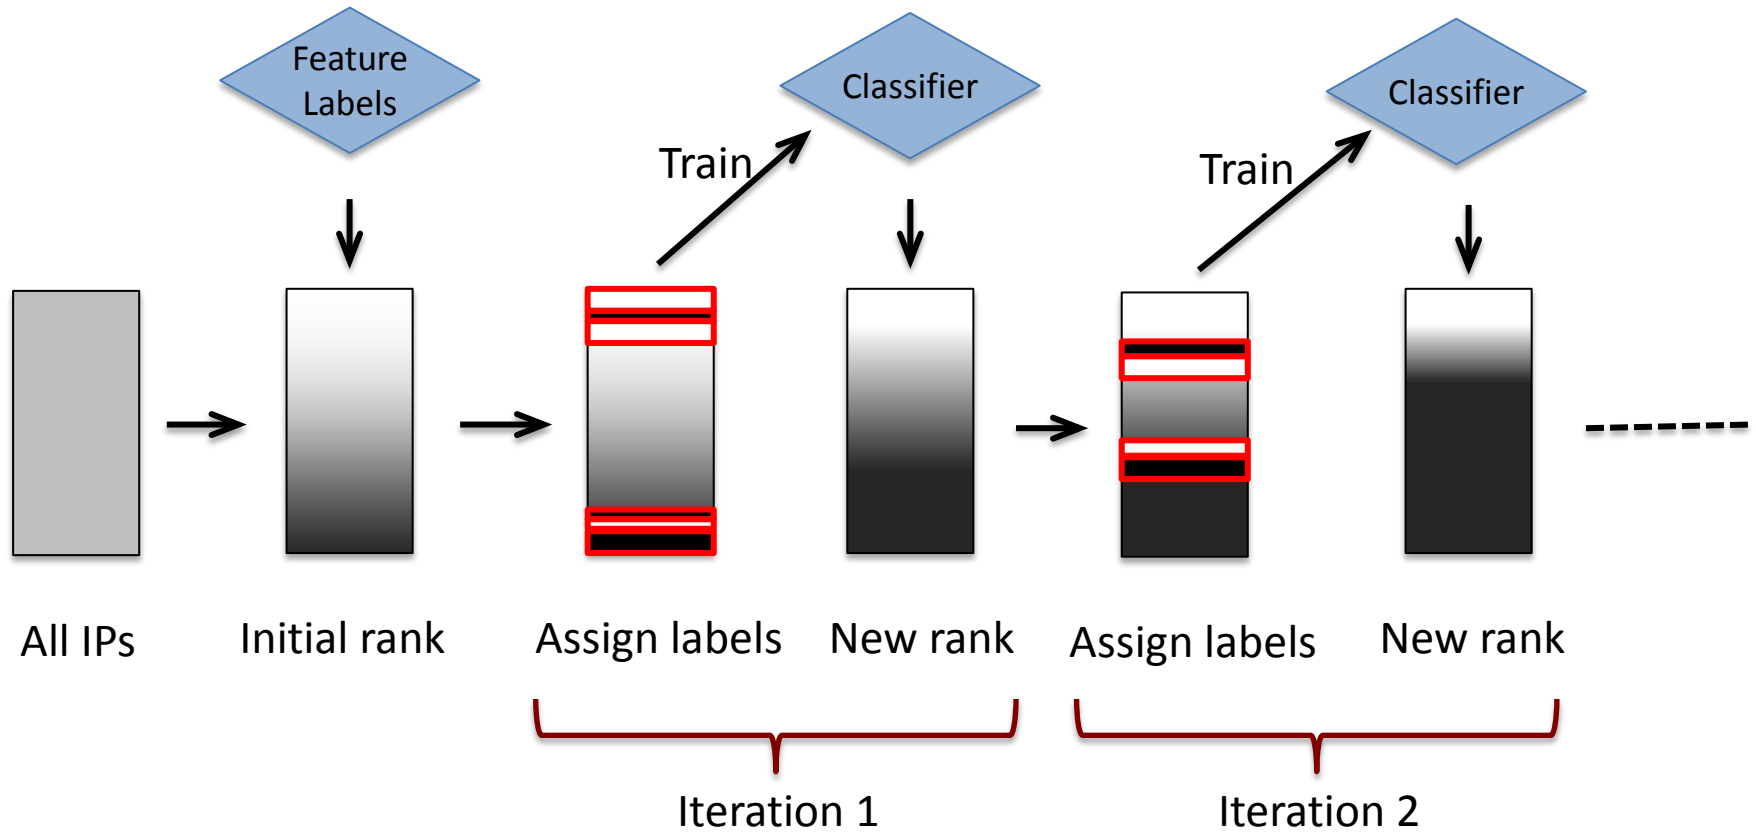 Feature
Labels
Classifier
Classifier
Train
Train
All IPs
Initial rank
Assign labels
New rank
Assign labels
New rank
Iteration 1
Iteration 2